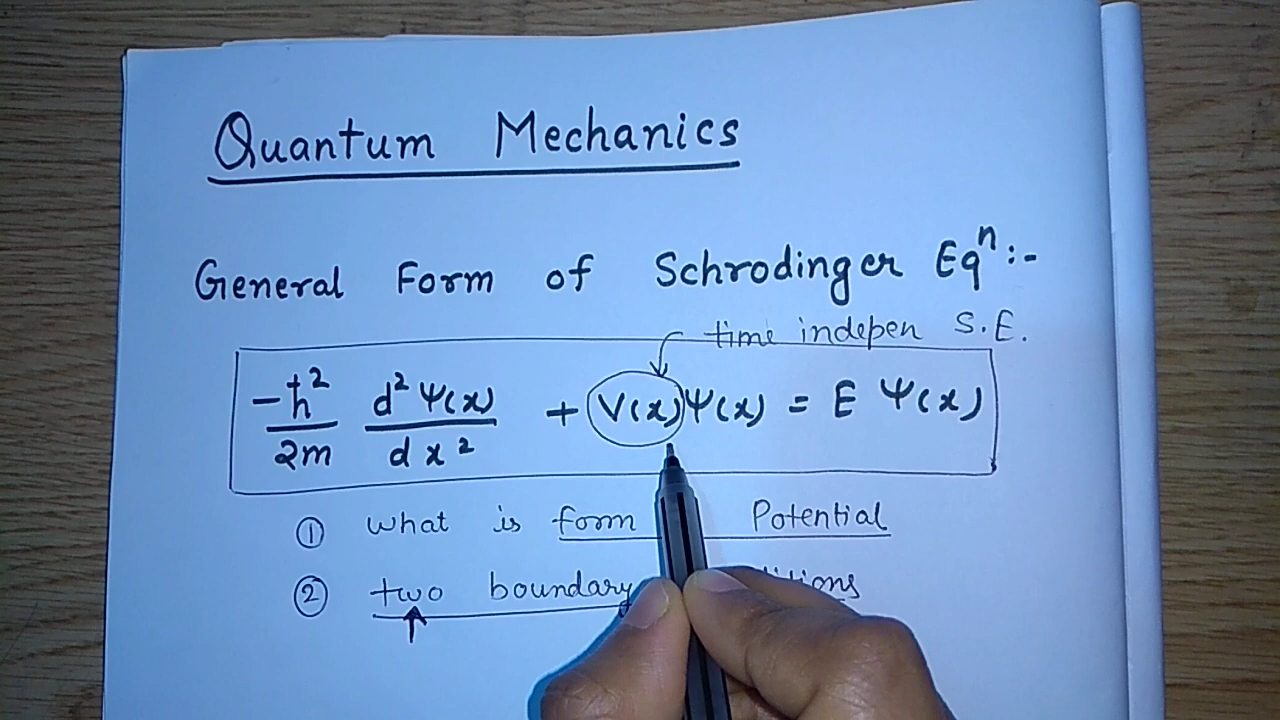 Quantum Mechanics
General Form of Schrodinger Eqⁿ:-
time indepen S.E.
-ħ²/2m d²Ψ(x)/dx² + V(x)Ψ(x) = E Ψ(x)
① What is form Potential
② two boundary